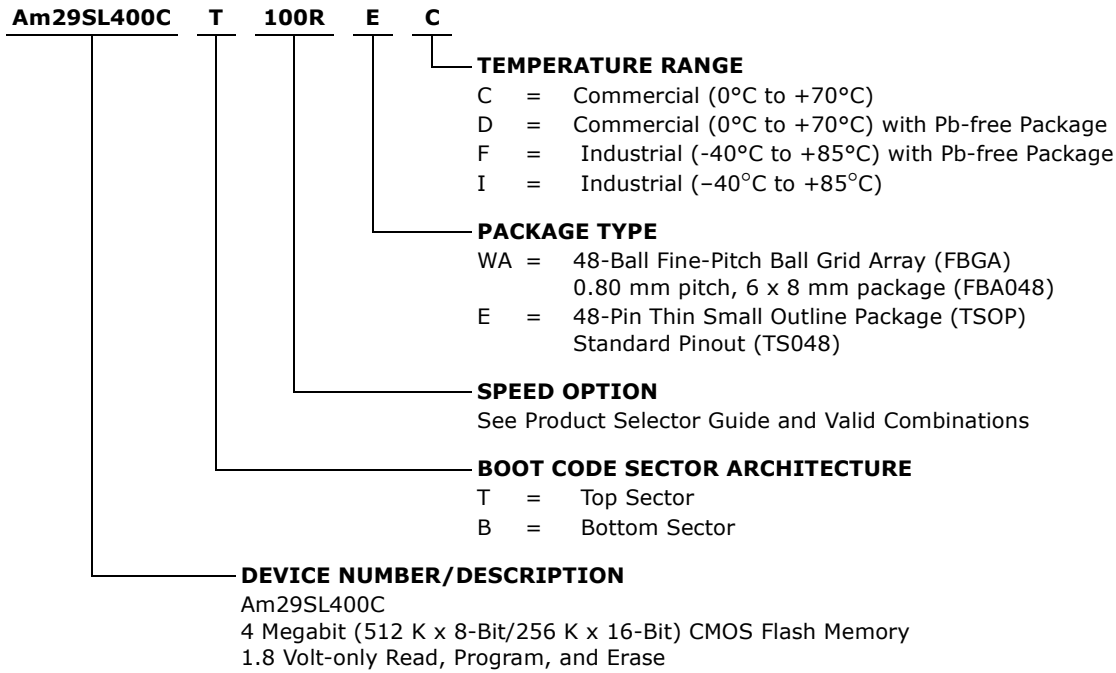 Am29SL400C T 100R E C
TEMPERATURE RANGE
C = Commercial (0°C to +70°C)
D = Commercial (0°C to +70°C) with Pb-free Package
F = Industrial (-40°C to +85°C) with Pb-free Package
I = Industrial (–40°C to +85°C)
PACKAGE TYPE
WA = 48-Ball Fine-Pitch Ball Grid Array (FBGA)
0.80 mm pitch, 6 x 8 mm package (FBA048)
E = 48-Pin Thin Small Outline Package (TSOP)
Standard Pinout (TS048)
SPEED OPTION
See Product Selector Guide and Valid Combinations
BOOT CODE SECTOR ARCHITECTURE
T = Top Sector
B = Bottom Sector
DEVICE NUMBER/DESCRIPTION
Am29SL400C
4 Megabit (512 K x 8-Bit/256 K x 16-Bit) CMOS Flash Memory
1.8 Volt-only Read, Program, and Erase